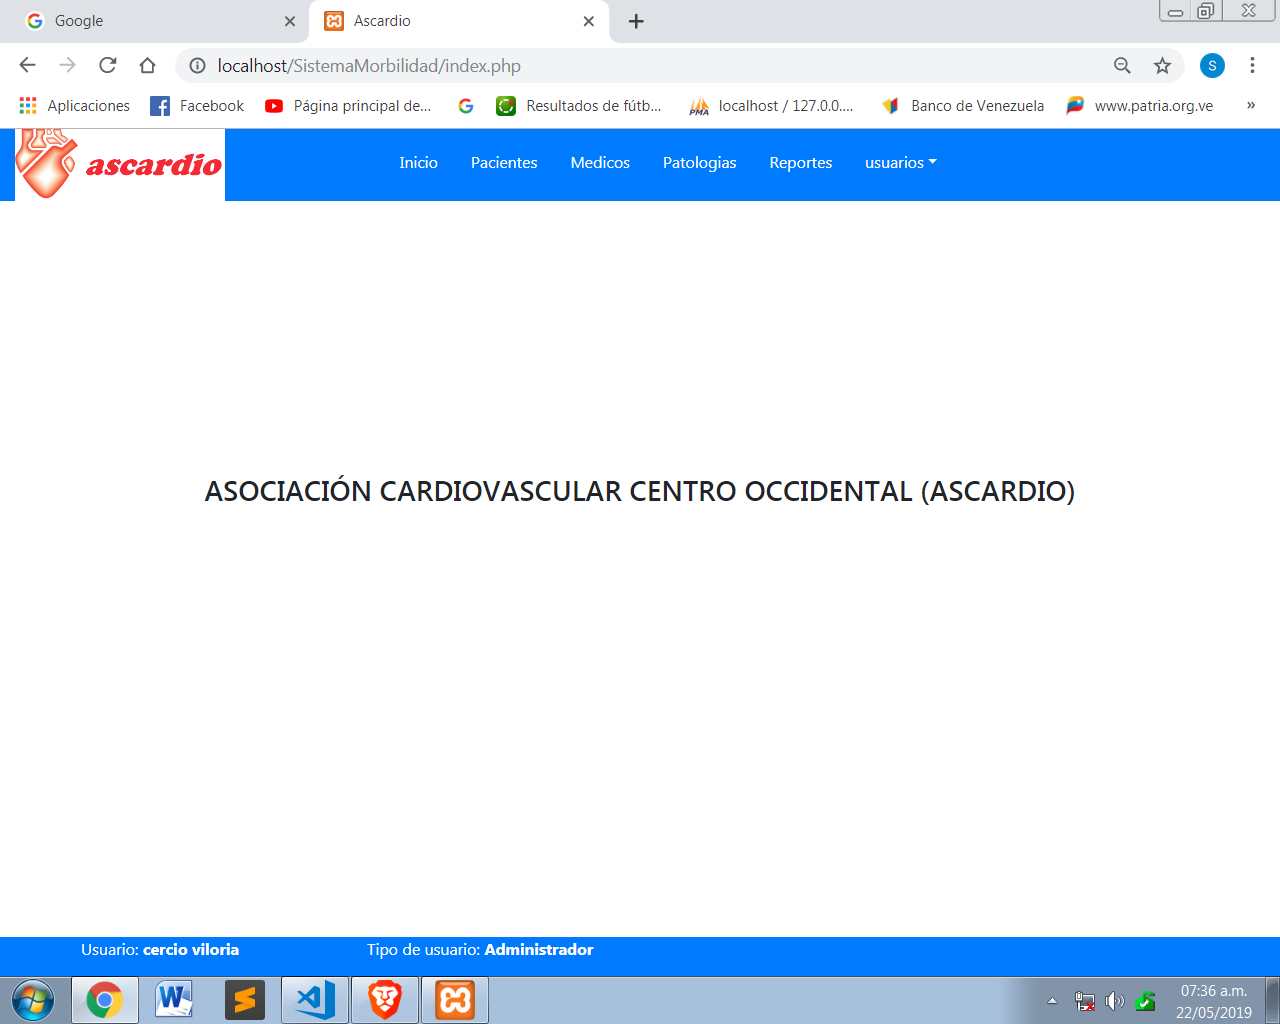 Google
Ascardio
localhost/SistemaMorbilidad/index.php
S
Aplicaciones
Facebook
Página principal de...
Resultados de fútb...
PMA
localhost / 127.0.0....
Banco de Venezuela
www.patria.org.ve
»
ascardio
Inicio
Pacientes
Medicos
Patologias
Reportes
usuarios
ASOCIACIÓN CARDIOVASCULAR CENTRO OCCIDENTAL (ASCARDIO)
Usuario: cercio viloria
Tipo de usuario: Administrador
07:36 a.m.
22/05/2019